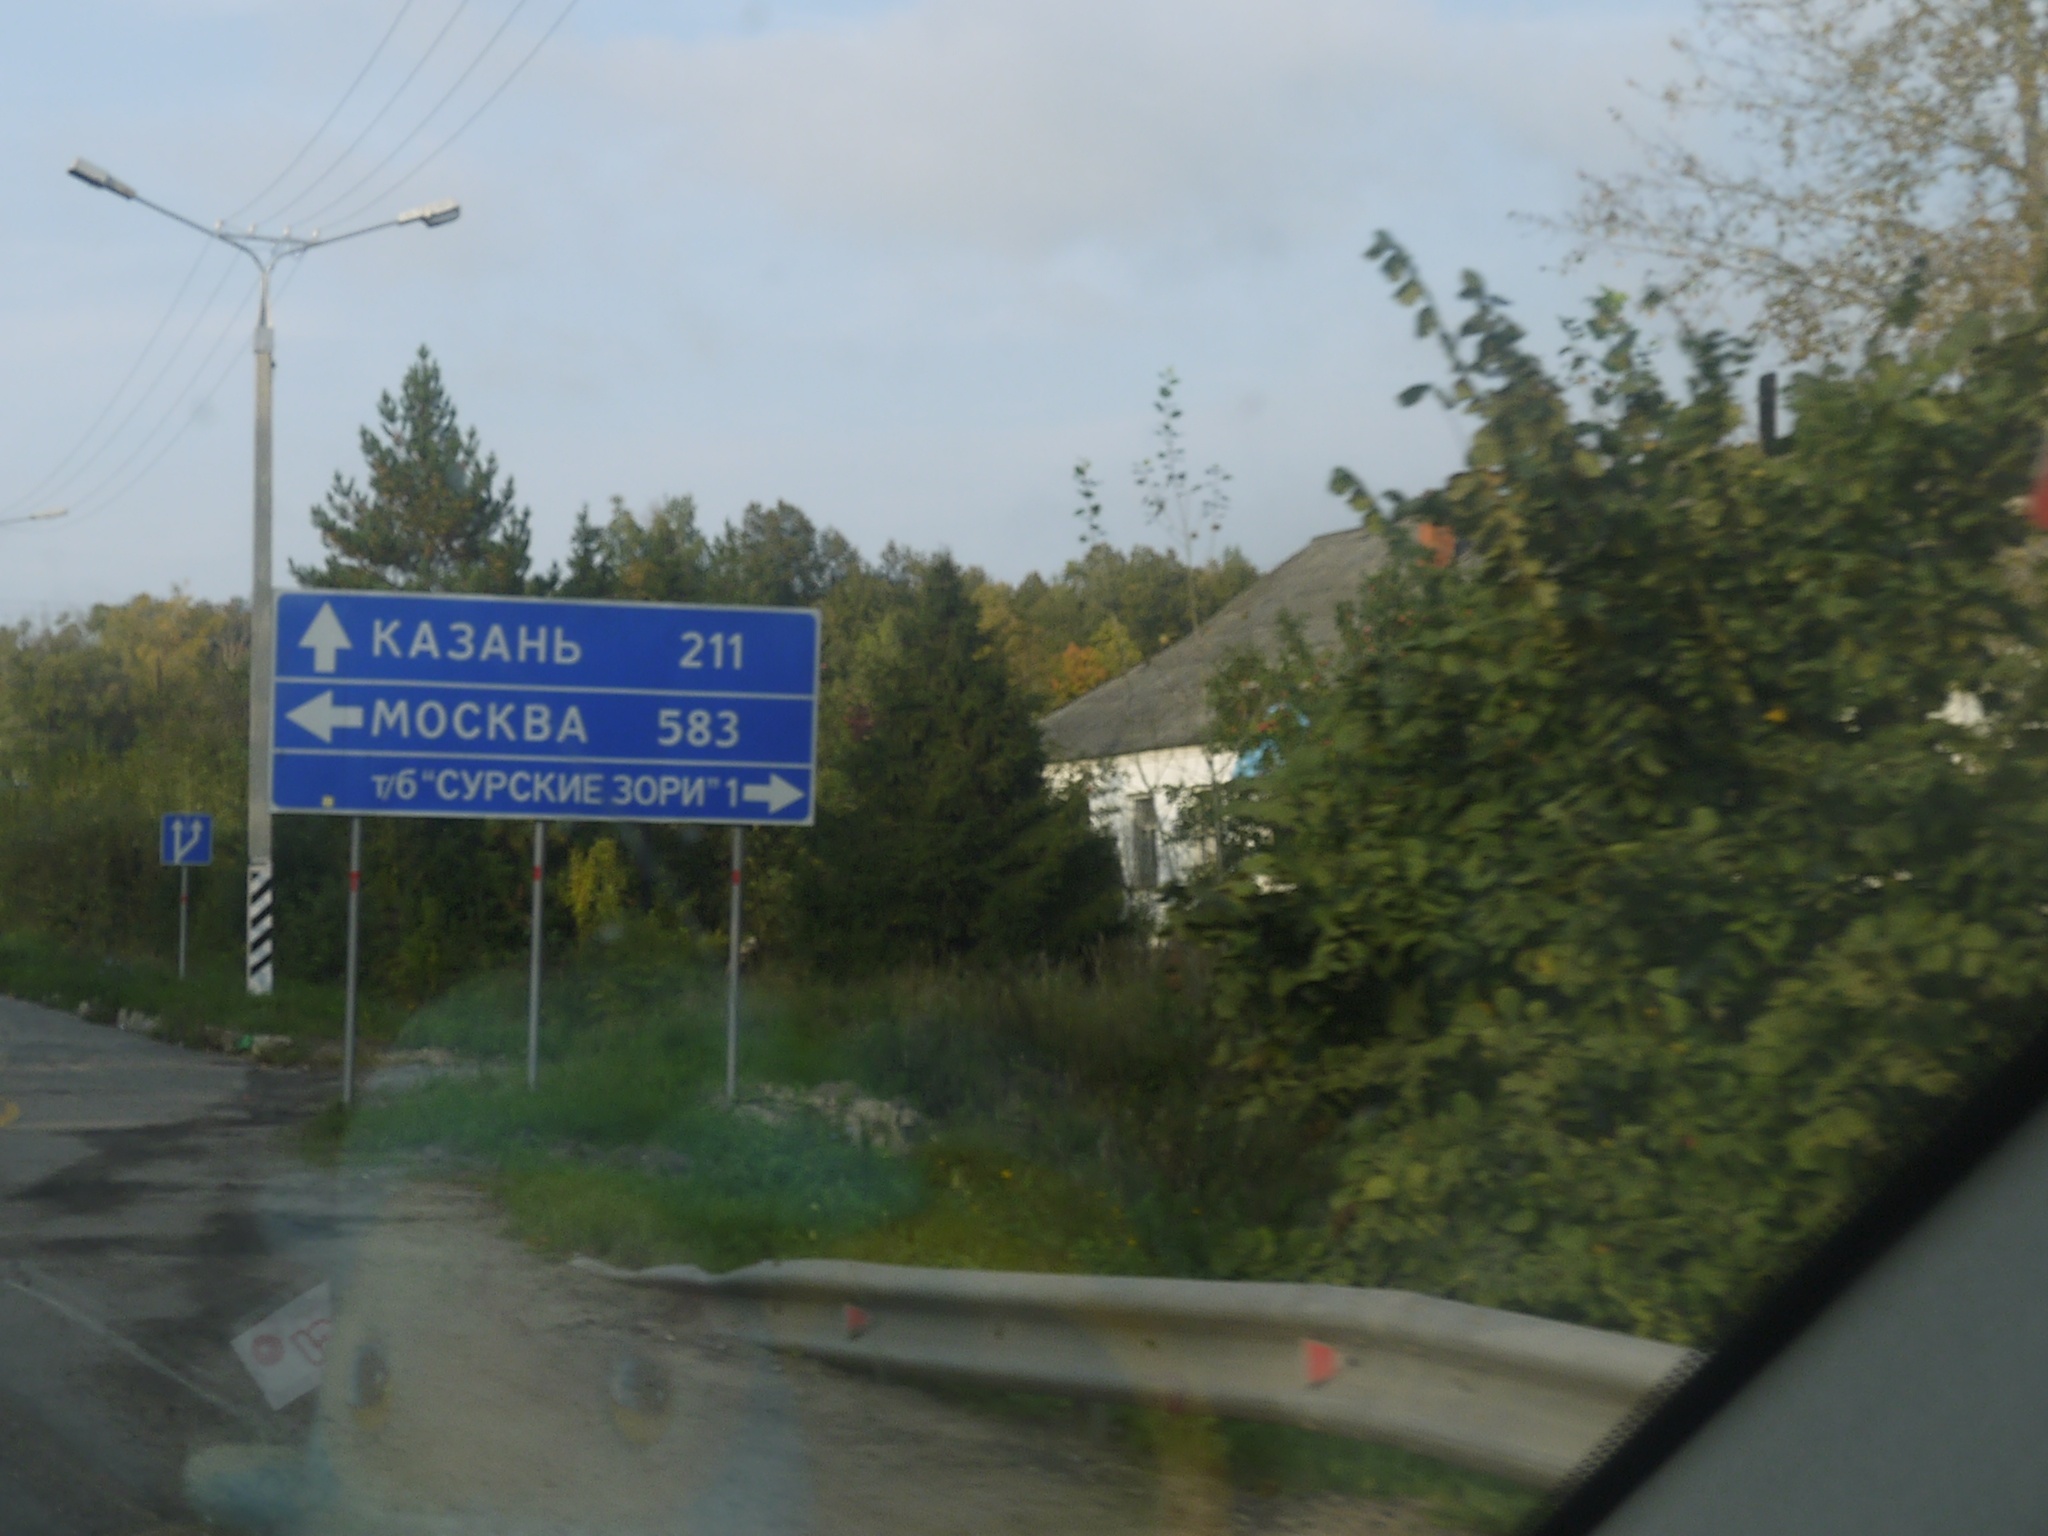 КАЗАНЬ 211
МОСКВА 583
т/б "СУРСКИЕ ЗОРИ" 1